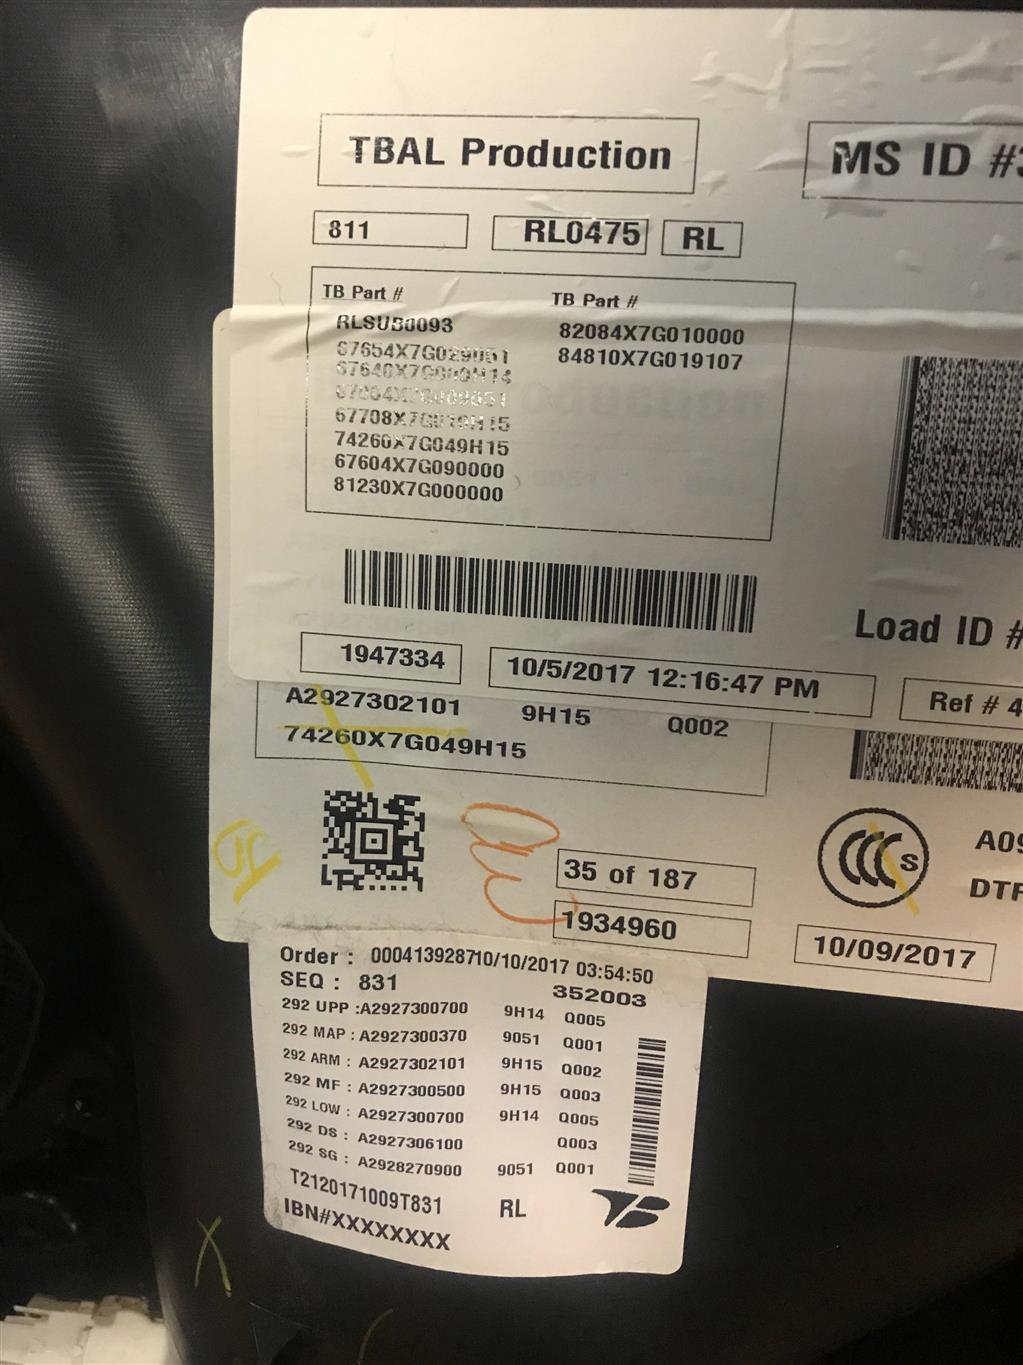 TBAL Production
MS ID #
811
RL0475
RL
TB Part #
TB Part #
RLSUB0093
82084X7G010000
67654X7G029051
84810X7G019107
67640X7G009H14
67708X7G019H15
74260X7G049H15
67604X7G090000
81230X7G000000
Load ID #
1947334
10/5/2017 12:16:47 PM
Ref # 4
A2927302101 9H15 Q002
74260X7G049H15
35 of 187
S
1934960
DTF
10/09/2017
Order : 000413928710/10/2017 03:54:50
SEQ : 831 352003
292 UPP :A2927300700 9H14 Q005
292 MAP : A2927300370 9051 Q001
292 ARM : A2927302101 9H15 Q002
292 MF : A2927300500 9H15 Q003
292 LOW : A2927300700 9H14 Q005
292 DS : A2927306100 Q003
292 SG : A2928270900 9051 Q001
T2120171009T831 RL
IBN#XXXXXXXX